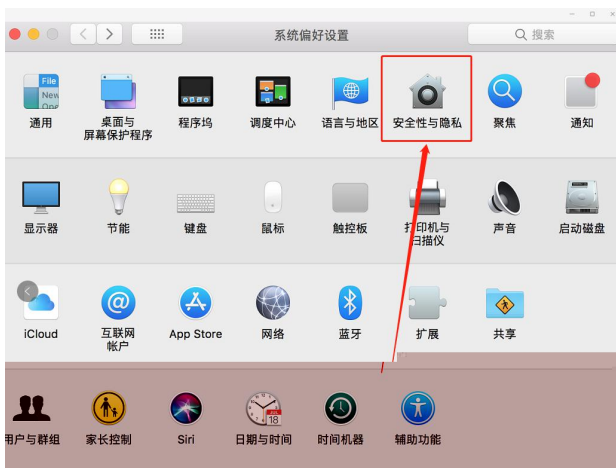 系统偏好设置
搜索
File
New
One
通用
桌面与
屏幕保护程序
程序坞
调度中心
语言与地区
安全性与隐私
聚焦
通知
显示器
节能
键盘
鼠标
触控板
打印机与
扫描仪
声音
启动磁盘
iCloud
互联网
帐户
App Store
网络
蓝牙
扩展
共享
用户与群组
家长控制
Siri
18
日期与时间
时间机器
辅助功能